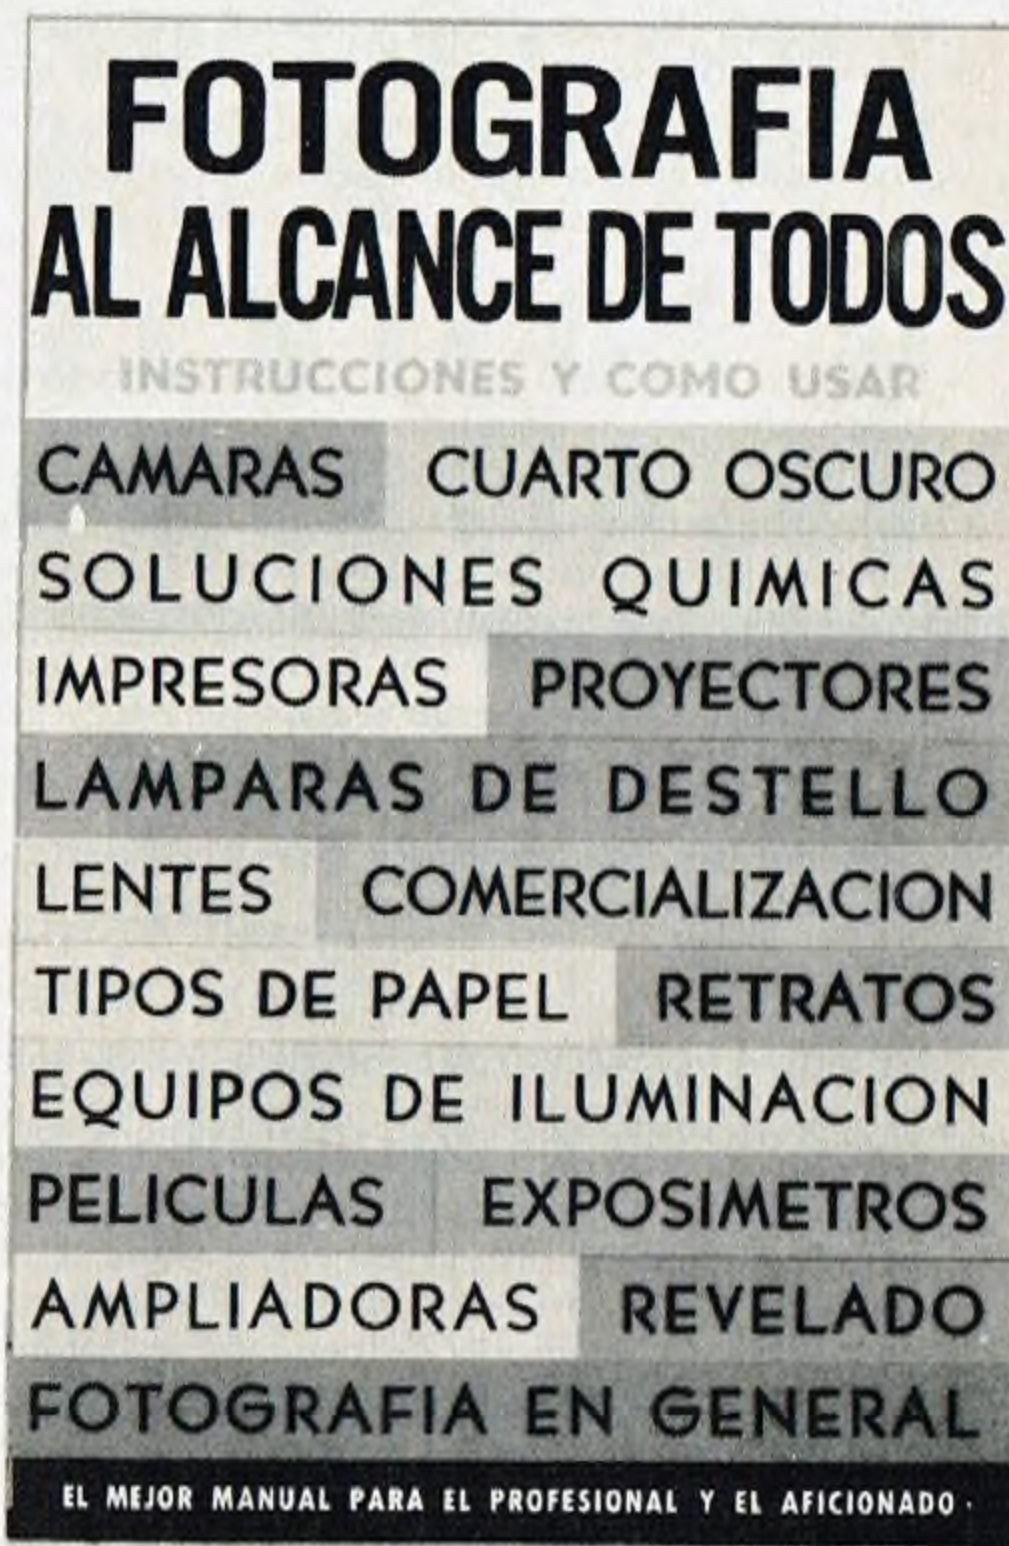 FOTOGRAFIA
AL ALCANCE DE TODOS
INSTRUCCIONES Y COMO USAR
CAMARAS CUARTO OSCURO
SOLUCIONES QUIMICAS
IMPRESORAS PROYECTORES
LAMPARAS DE DESTELLO
LENTES COMERCIALIZACION
TIPOS DE PAPEL RETRATOS
EQUIPOS DE ILUMINACION
PELICULAS EXPOSIMETROS
AMPLIADORAS REVELADO
FOTOGRAFIA EN GENERAL
EL MEJOR MANUAL PARA EL PROFESIONAL Y EL AFICIONADO.